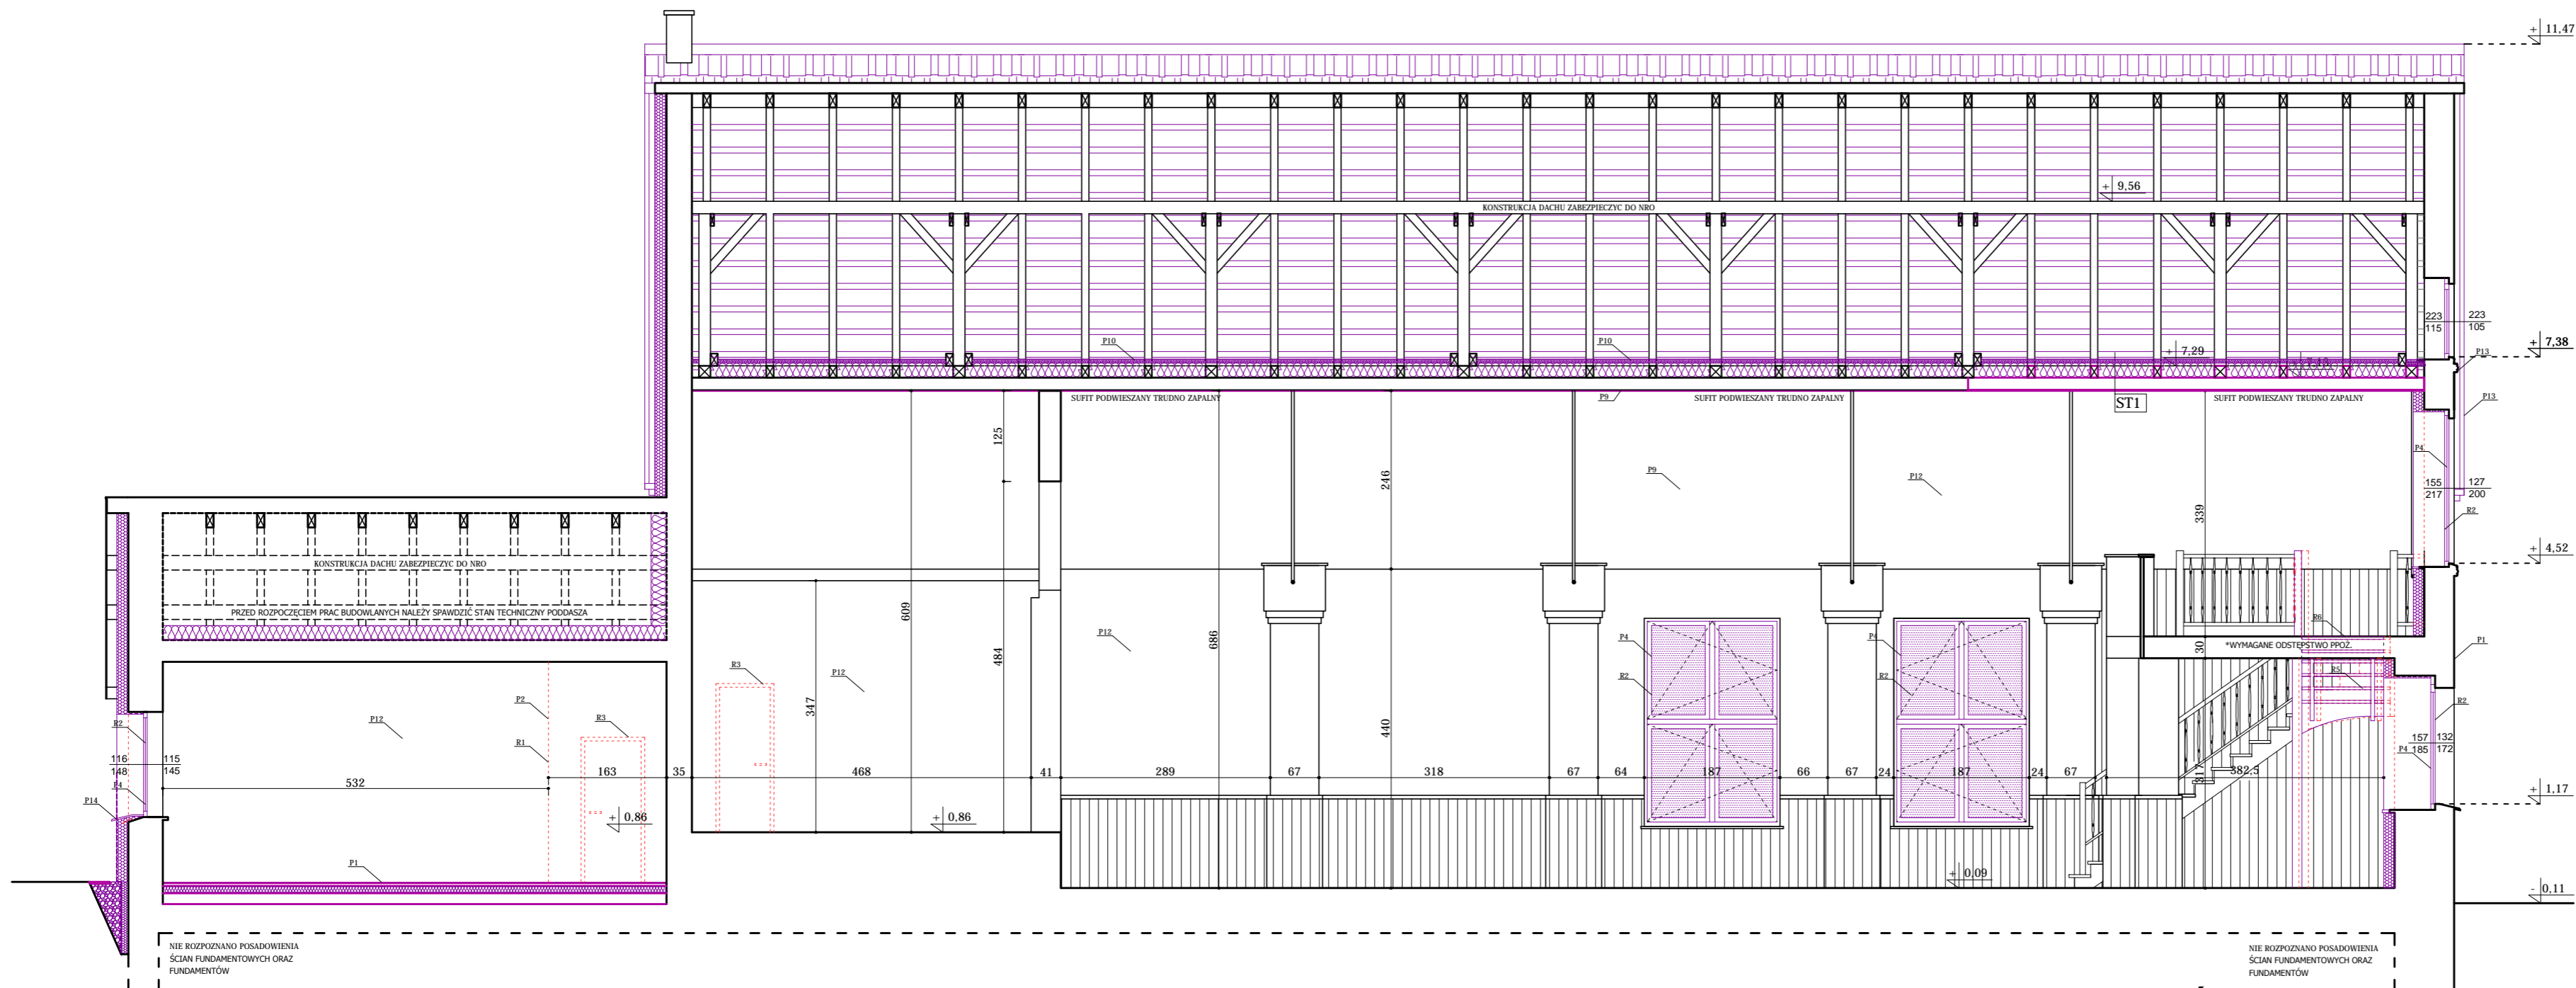 + 11,47
+ 9,56
KONSTRUKCJA DACHU ZABEZPIECZYC DO NRO
223 223
115 105
P10
P10
+ 7,29
+ 7,38
P13
SUFIT PODWIESZANY TRUDNO ZAPALNY
P9
SUFIT PODWIESZANY TRUDNO ZAPALNY
ST1
SUFIT PODWIESZANY TRUDNO ZAPALNY
P13
125
246
P9
P12
P4
155 127
217 200
R2
339
+ 4,52
KONSTRUKCJA DACHU ZABEZPIECZYC DO NRO
PRZED ROZPOCZĘCIEM PRAC BUDOWLANYCH NALEŻY SPAWDZIĆ STAN TECHNICZNY PODDASZA
609
686
484
P12
P4
P4
R6
30
*WYMAGANE ODSTĘPSTWO PPOŻ.
P1
R3
P12
R2
R2
R5
P2
347
P12
R3
R2
R1
440
R2
116 115
148 145
P4
P14
532
163
35
468
41
289
67
318
67
64
187
66
67
24
187
24
67
317
382,5
157 132
P4 185 172
+ 1,17
+ 0,86
+ 0,86
P1
+ 0,09
- 0,11
NIE ROZPOZNANO POSADOWIENIA
ŚCIAN FUNDAMENTOWYCH ORAZ
FUNDAMENTÓW
NIE ROZPOZNANO POSADOWIENIA
ŚCIAN FUNDAMENTOWYCH ORAZ
FUNDAMENTÓW